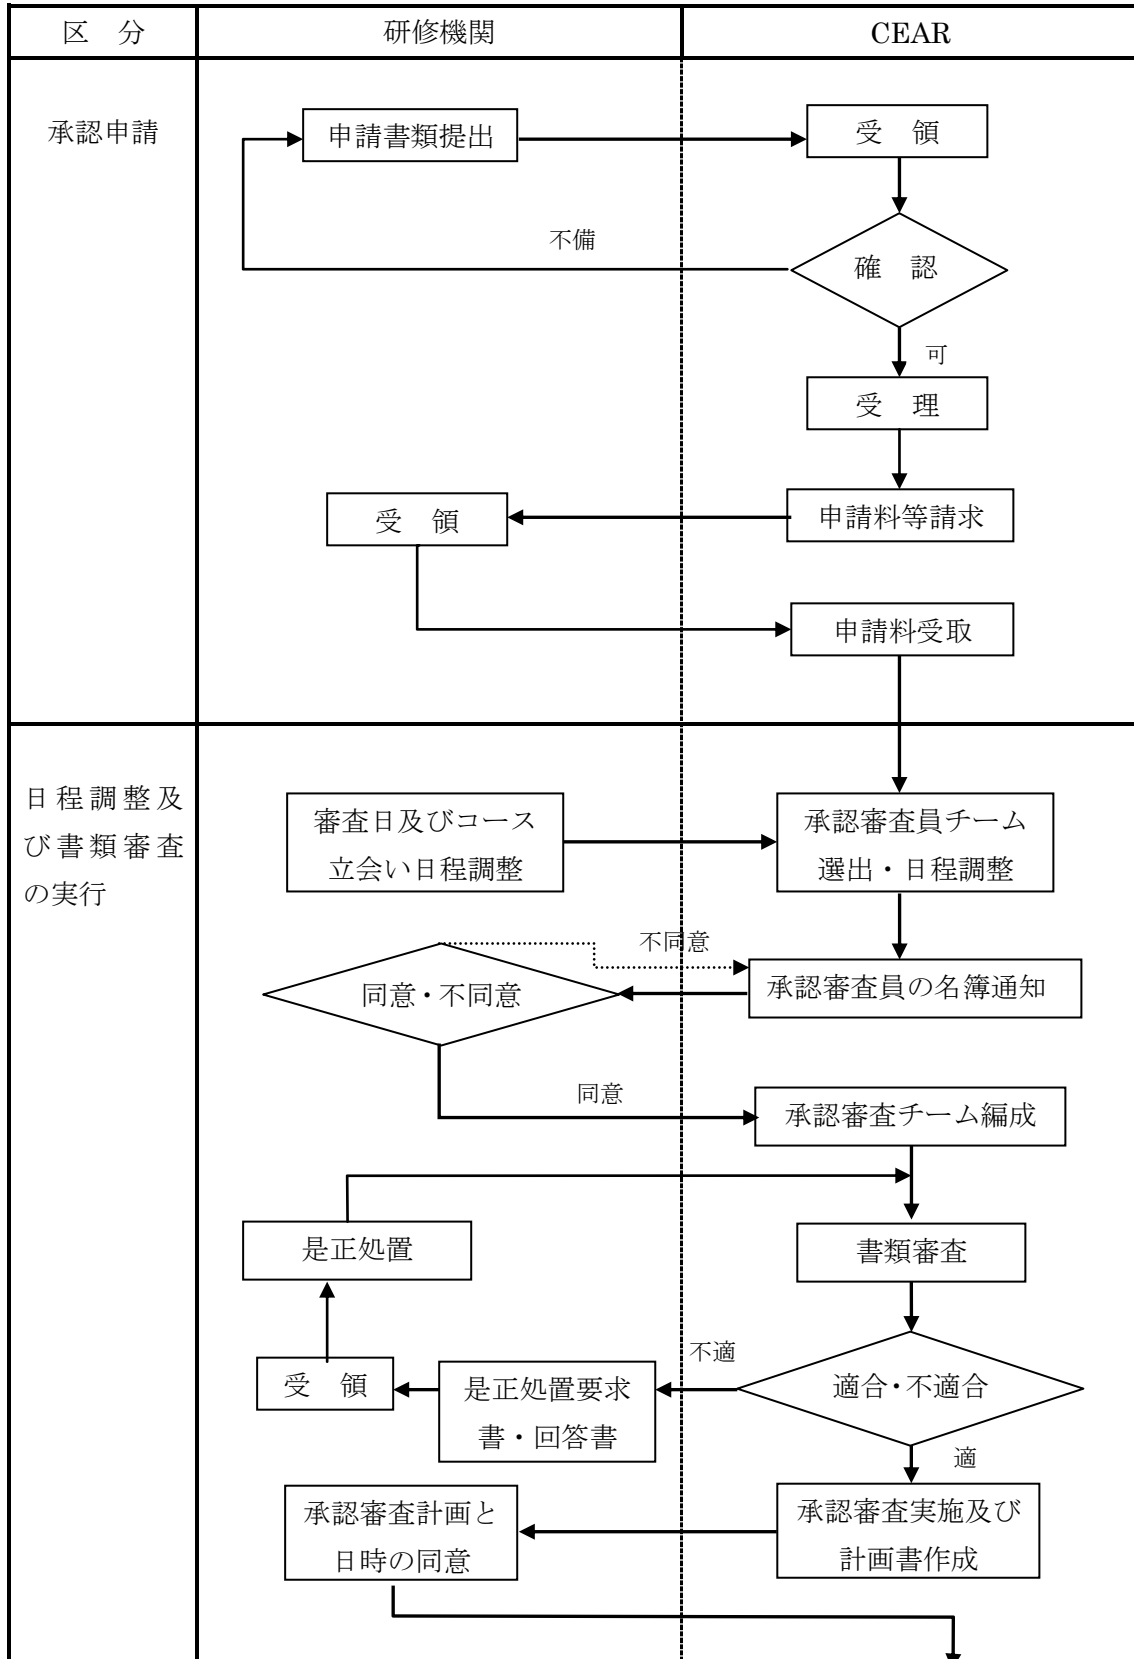 区　分
研修機関
CEAR
承認申請
申請書類提出
受　領
不備
確　認
可
受　理
受　領
申請料等請求
申請料受取
日程調整及
び書類審査
の実行
審査日及びコース
立会い日程調整
承認審査員チーム
選出・日程調整
不同意
同意・不同意
承認審査員の名簿通知
同意
承認審査チーム編成
是正処置
書類審査
不適
受　領
是正処置要求
書・回答書
適合・不適合
適
承認審査計画と
日時の同意
承認審査実施及び
計画書作成